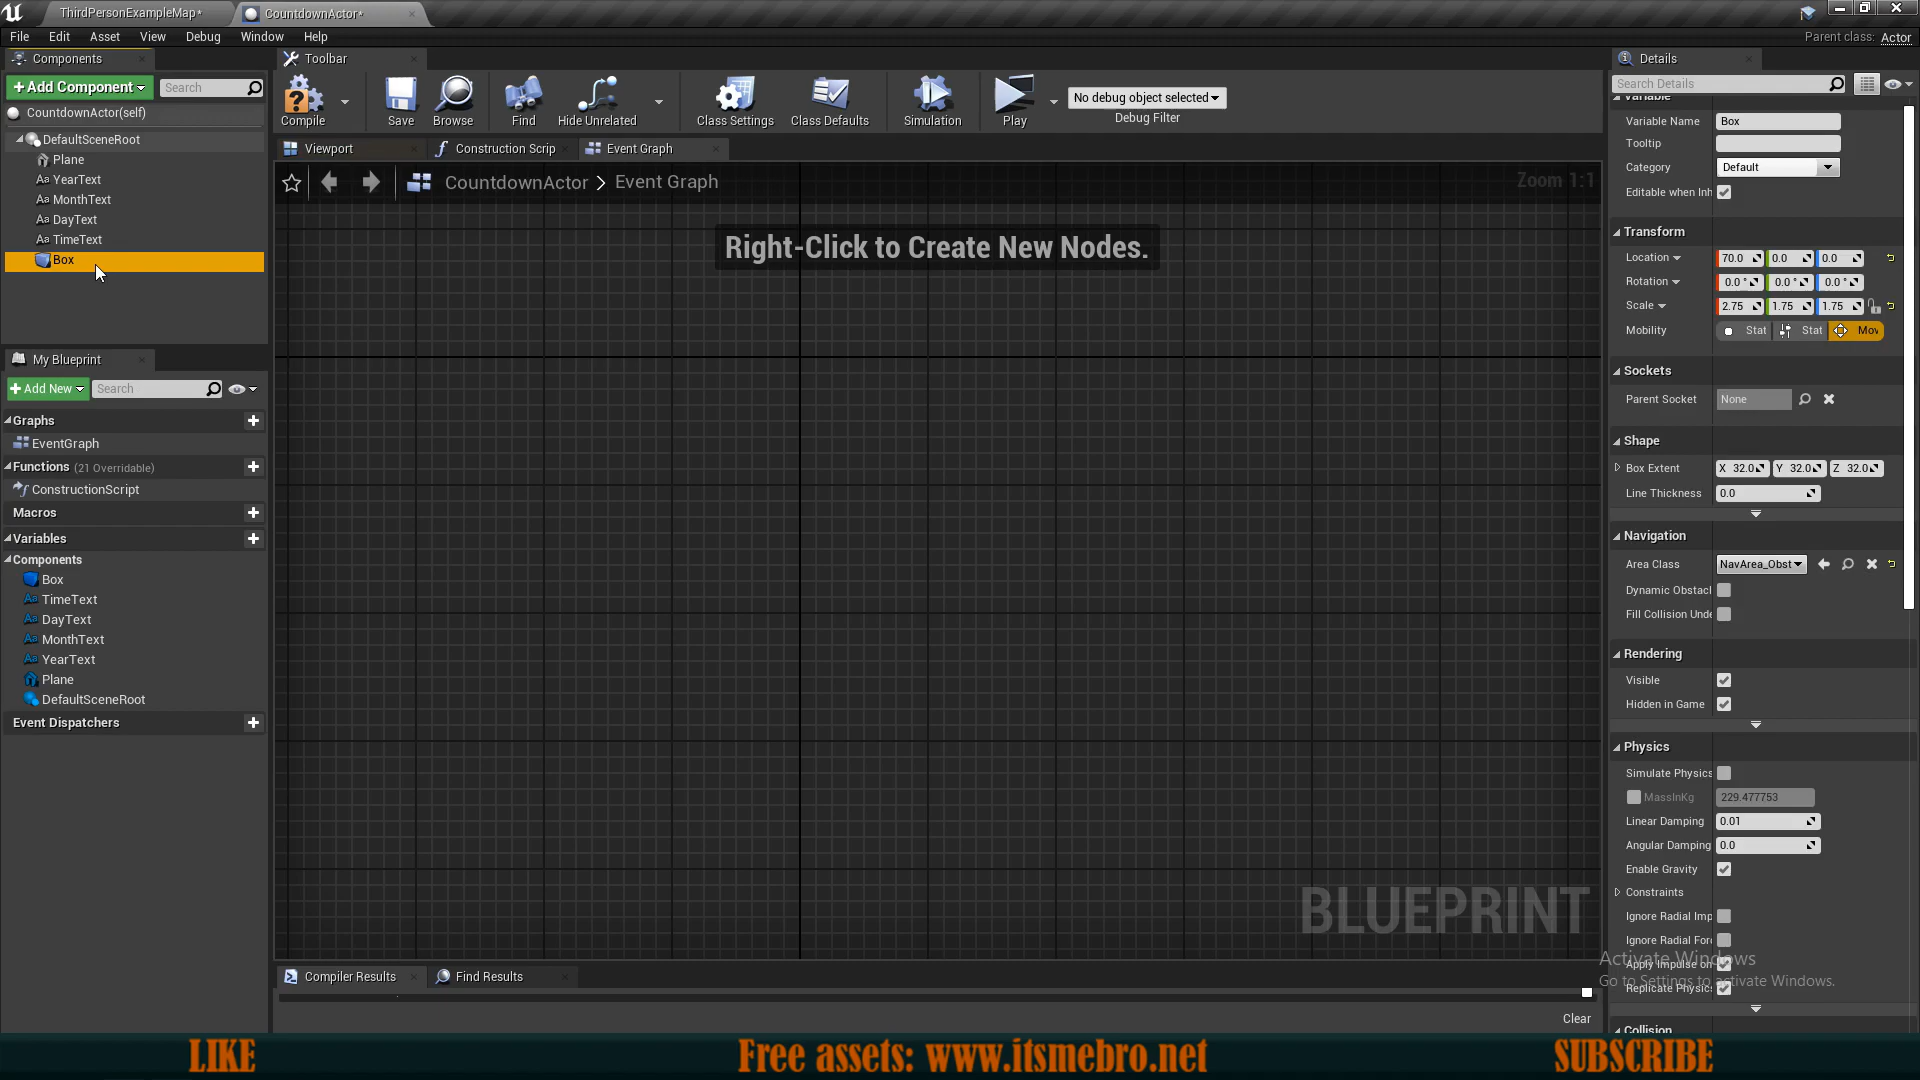 ThirdPersonExampleMap*
CountdownActor*
File Edit Asset View Debug Window Help
Parent class: Actor
Components
+Add Component
Search
CountdownActor(self)
DefaultSceneRoot
Plane
Aa YearText
Aa MonthText
Aa DayText
Aa TimeText
Box
My Blueprint
+Add New
Search
Graphs
EventGraph
Functions (21 Overridable)
ConstructionScript
Macros
Variables
Components
Box
Aa TimeText
Aa DayText
Aa MonthText
Aa YearText
Plane
DefaultSceneRoot
Event Dispatchers
Toolbar
Compile
Save
Browse
Find
Hide Unrelated
Class Settings
Class Defaults
Simulation
Play
No debug object selected
Debug Filter
Viewport
Construction Scrip
Event Graph
CountdownActor > Event Graph
Zoom 1:1
Right-Click to Create New Nodes.
BLUEPRINT
Compiler Results
Find Results
Clear
Details
Search Details
Variable
Variable Name Box
Tooltip
Category Default
Editable when Inh
Transform
Location 70.0 0.0 0.0
Rotation 0.0 ° 0.0 ° 0.0 °
Scale 2.75 1.75 1.75
Mobility Stat Stat Mov
Sockets
Parent Socket None
Shape
Box Extent X 32.0 Y 32.0 Z 32.0
Line Thickness 0.0
Navigation
Area Class NavArea_Obst
Dynamic Obstacl
Fill Collision Unde
Rendering
Visible
Hidden in Game
Physics
Simulate Physics
MassInKg 229.477753
Linear Damping 0.01
Angular Damping 0.0
Enable Gravity
Constraints
Ignore Radial Imp
Ignore Radial Forc
Apply Impulse on
Replicate Physics
Collision
Activate Windows
Go to Settings to activate Windows.
LIKE
Free assets: www.itsmebro.net
SUBSCRIBE